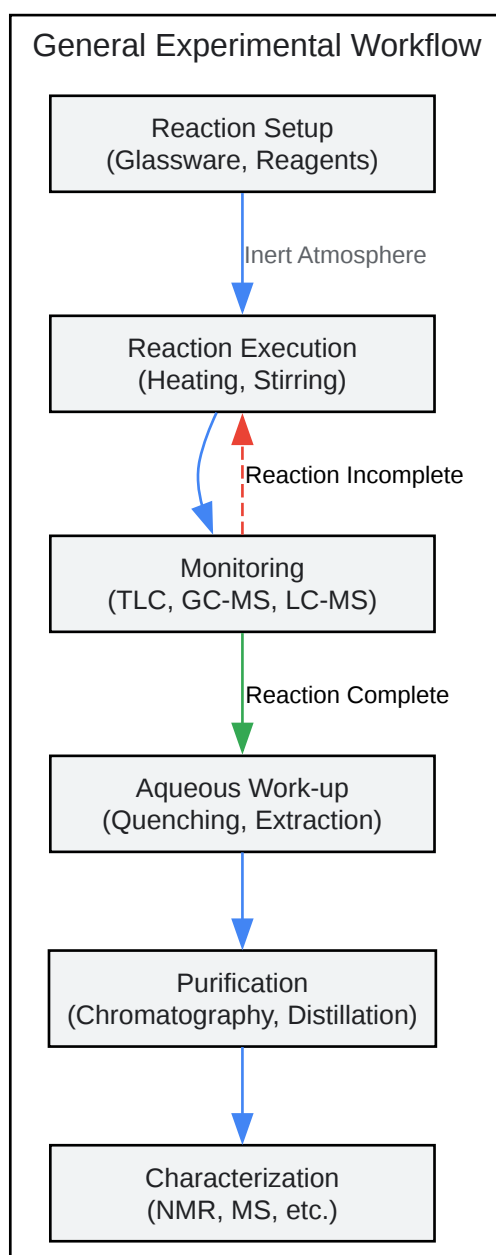 General Experimental Workflow
Reaction Setup
(Glassware, Reagents)
Inert Atmosphere
Reaction Execution
(Heating, Stirring)
Reaction Incomplete
Monitoring
(TLC, GC-MS, LC-MS)
Reaction Complete
Aqueous Work-up
(Quenching, Extraction)
Purification
(Chromatography, Distillation)
Characterization
(NMR, MS, etc.)